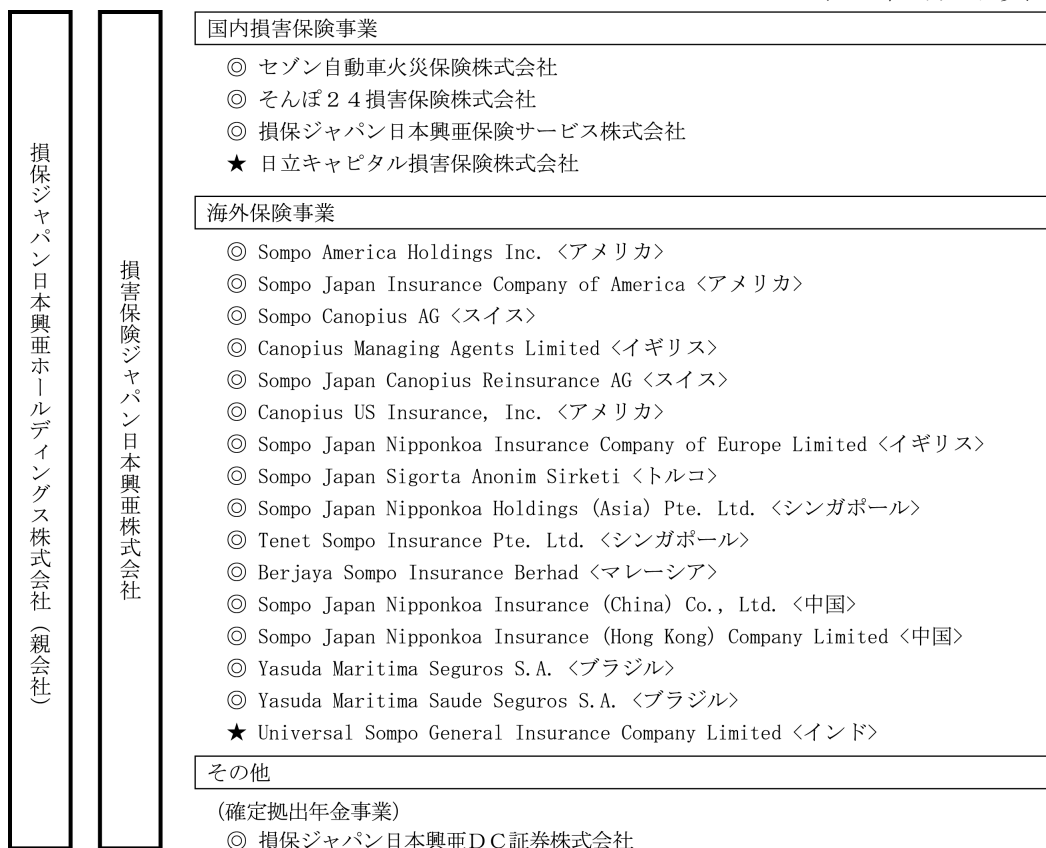 損保ジャパン日本興亜ホールディングス株式会社（親会社）
損害保険ジャパン日本興亜株式会社
国内損害保険事業
◎ セゾン自動車火災保険株式会社
◎ そんぽ２４損害保険株式会社
◎ 損保ジャパン日本興亜保険サービス株式会社
★ 日立キャピタル損害保険株式会社
海外保険事業
◎ Sompo America Holdings Inc. <アメリカ>
◎ Sompo Japan Insurance Company of America <アメリカ>
◎ Sompo Canopius AG <スイス>
◎ Canopius Managing Agents Limited <イギリス>
◎ Sompo Japan Canopius Reinsurance AG <スイス>
◎ Canopius US Insurance, Inc. <アメリカ>
◎ Sompo Japan Nipponkoa Insurance Company of Europe Limited <イギリス>
◎ Sompo Japan Sigorta Anonim Sirketi <トルコ>
◎ Sompo Japan Nipponkoa Holdings (Asia) Pte. Ltd. <シンガポール>
◎ Tenet Sompo Insurance Pte. Ltd. <シンガポール>
◎ Berjaya Sompo Insurance Berhad <マレーシア>
◎ Sompo Japan Nipponkoa Insurance (China) Co., Ltd. <中国>
◎ Sompo Japan Nipponkoa Insurance (Hong Kong) Company Limited <中国>
◎ Yasuda Maritima Seguros S.A. <ブラジル>
◎ Yasuda Maritima Saude Seguros S.A. <ブラジル>
★ Universal Sompo General Insurance Company Limited <インド>
その他
(確定拠出年金事業)
◎ 損保ジャパン日本興亜ＤＣ証券株式会社